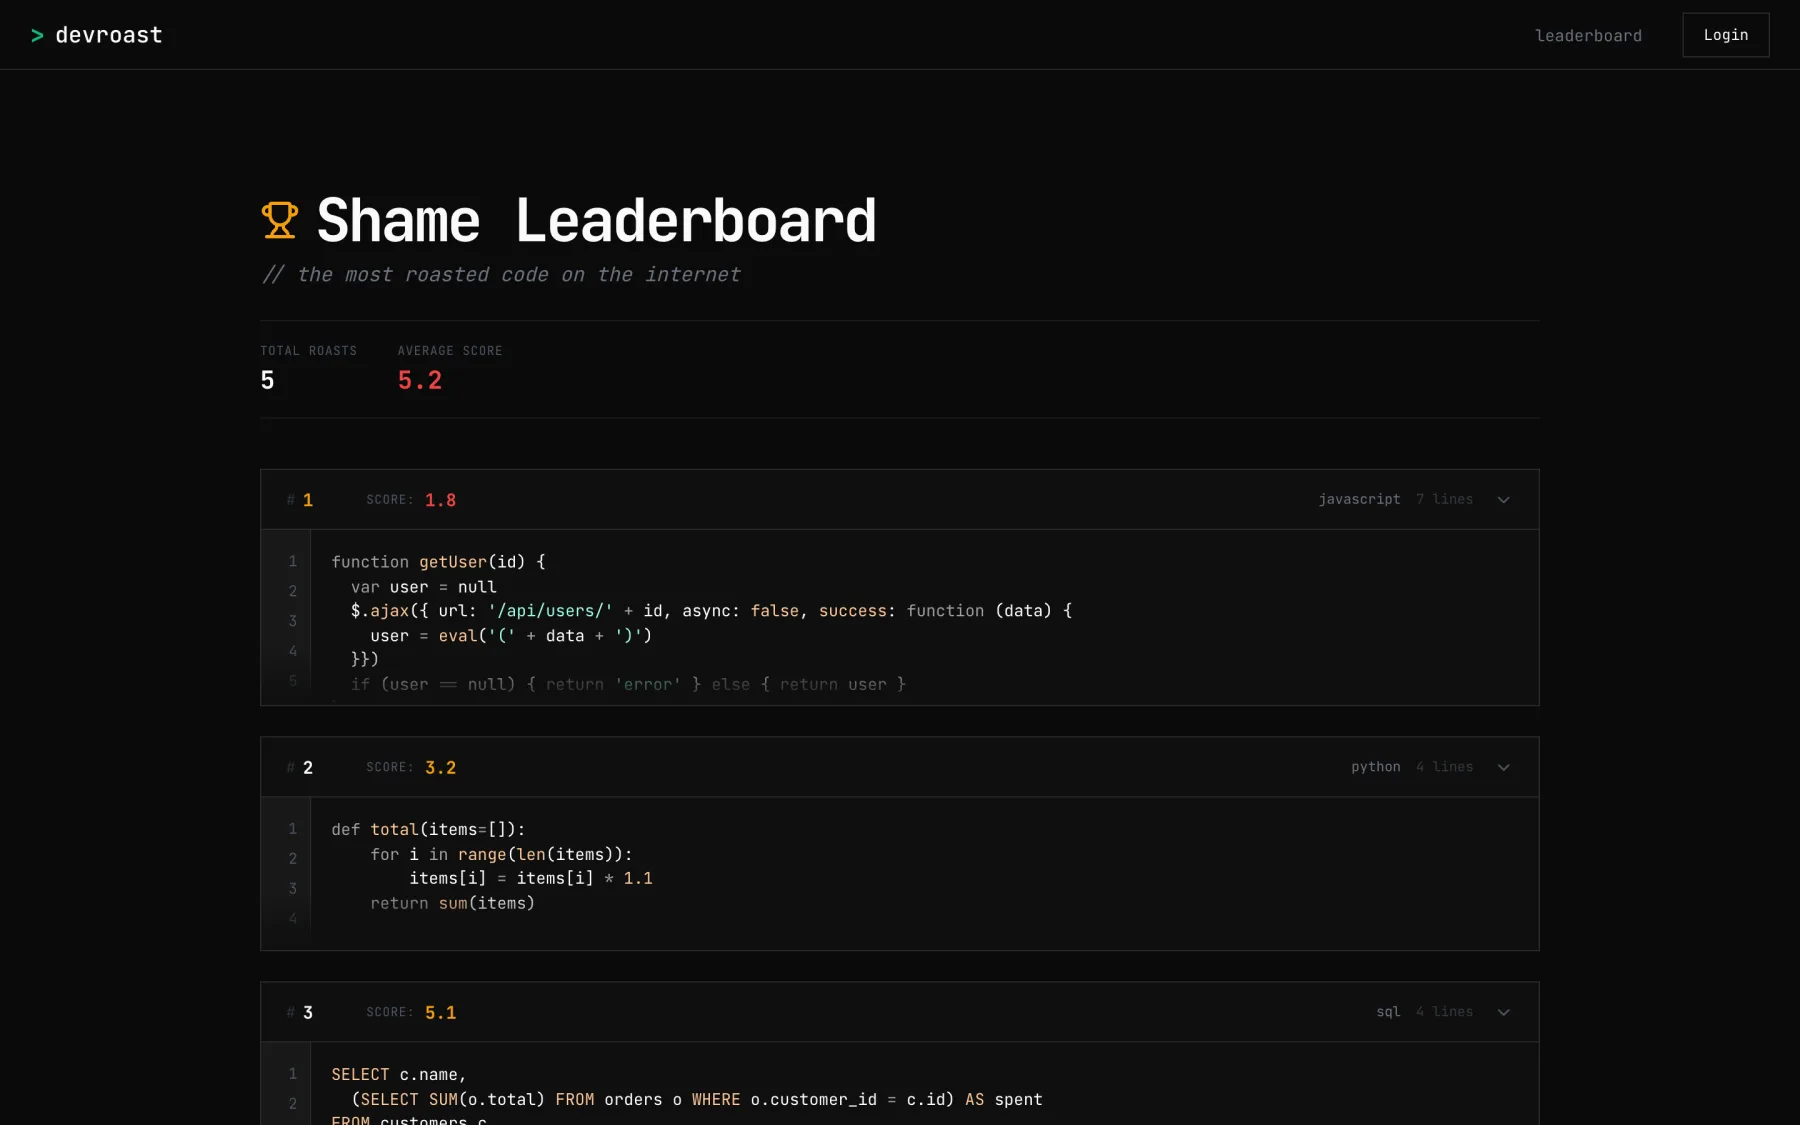 > devroast
leaderboard
Login
Shame Leaderboard
// the most roasted code on the internet
TOTAL ROASTS
5
AVERAGE SCORE
5.2
# 1 SCORE: 1.8 javascript 7 lines
1
2
3
4
5
function getUser(id) {
  var user = null
  $.ajax({ url: '/api/users/' + id, async: false, success: function (data) {
    user = eval('(' + data + ')')
  }})
  if (user == null) { return 'error' } else { return user }
# 2 SCORE: 3.2 python 4 lines
1
2
3
4
def total(items=[]):
    for i in range(len(items)):
        items[i] = items[i] * 1.1
    return sum(items)
# 3 SCORE: 5.1 sql 4 lines
1
2
SELECT c.name,
  (SELECT SUM(o.total) FROM orders o WHERE o.customer_id = c.id) AS spent
FROM customers c